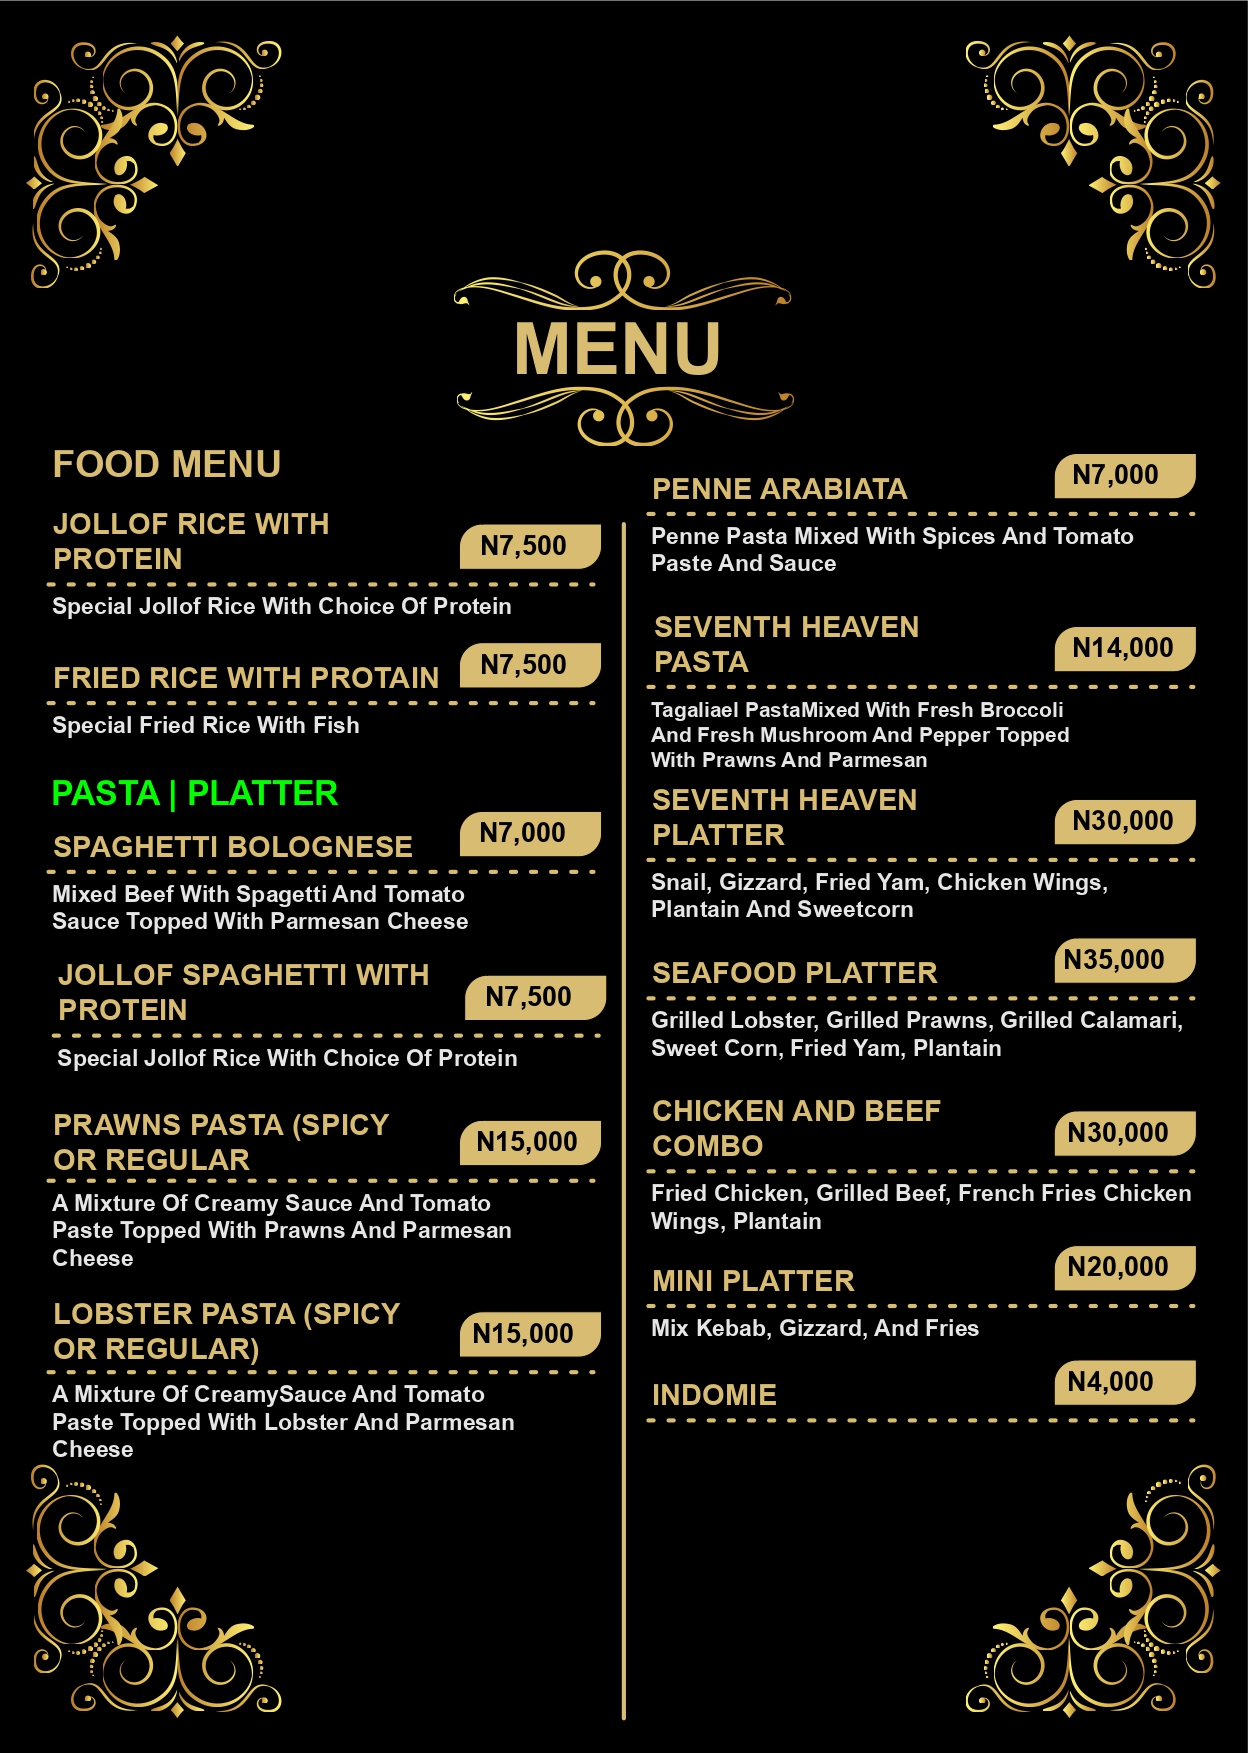 MENU
FOOD MENU
JOLLOF RICE WITH
PROTEIN
N7,500
Special Jollof Rice With Choice Of Protein
FRIED RICE WITH PROTAIN
N7,500
Special Fried Rice With Fish
PASTA | PLATTER
SPAGHETTI BOLOGNESE
N7,000
Mixed Beef With Spagetti And Tomato
Sauce Topped With Parmesan Cheese
JOLLOF SPAGHETTI WITH
PROTEIN
N7,500
Special Jollof Rice With Choice Of Protein
PRAWNS PASTA (SPICY
OR REGULAR
N15,000
A Mixture Of Creamy Sauce And Tomato
Paste Topped With Prawns And Parmesan
Cheese
LOBSTER PASTA (SPICY
OR REGULAR)
N15,000
A Mixture Of CreamySauce And Tomato
Paste Topped With Lobster And Parmesan
Cheese
PENNE ARABIATA
N7,000
Penne Pasta Mixed With Spices And Tomato
Paste And Sauce
SEVENTH HEAVEN
PASTA
N14,000
Tagaliael PastaMixed With Fresh Broccoli
And Fresh Mushroom And Pepper Topped
With Prawns And Parmesan
SEVENTH HEAVEN
PLATTER
N30,000
Snail, Gizzard, Fried Yam, Chicken Wings,
Plantain And Sweetcorn
SEAFOOD PLATTER
N35,000
Grilled Lobster, Grilled Prawns, Grilled Calamari,
Sweet Corn, Fried Yam, Plantain
CHICKEN AND BEEF
COMBO
N30,000
Fried Chicken, Grilled Beef, French Fries Chicken
Wings, Plantain
MINI PLATTER
N20,000
Mix Kebab, Gizzard, And Fries
INDOMIE
N4,000